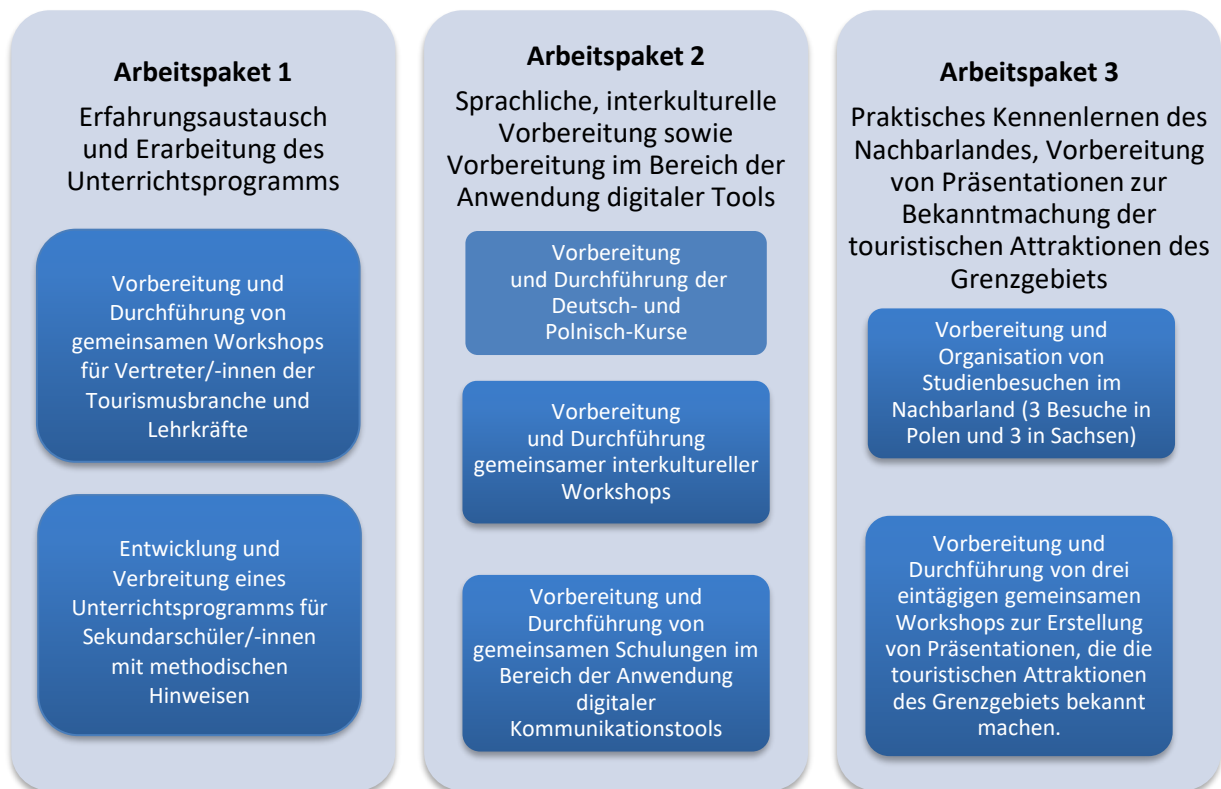 Arbeitspaket 1
Erfahrungsaustausch
und Erarbeitung des
Unterrichtsprogramms
Vorbereitung und
Durchführung von
gemeinsamen Workshops
für Vertreter/-innen der
Tourismusbranche und
Lehrkräfte
Entwicklung und
Verbreitung eines
Unterrichtsprogramms für
Sekundarschüler/-innen
mit methodischen
Hinweisen
Arbeitspaket 2
Sprachliche, interkulturelle
Vorbereitung sowie
Vorbereitung im Bereich der
Anwendung digitaler Tools
Vorbereitung
und Durchführung der
Deutsch- und
Polnisch-Kurse
Vorbereitung
und Durchführung
gemeinsamer interkultureller
Workshops
Vorbereitung und
Durchführung von
gemeinsamen Schulungen im
Bereich der Anwendung
digitaler
Kommunikationstools
Arbeitspaket 3
Praktisches Kennenlernen des
Nachbarlandes, Vorbereitung
von Präsentationen zur
Bekanntmachung der
touristischen Attraktionen des
Grenzgebiets
Vorbereitung und
Organisation von
Studienbesuchen im
Nachbarland (3 Besuche in
Polen und 3 in Sachsen)
Vorbereitung und
Durchführung von drei
eintägigen gemeinsamen
Workshops zur Erstellung
von Präsentationen, die die
touristischen Attraktionen
des Grenzgebiets bekannt
machen.